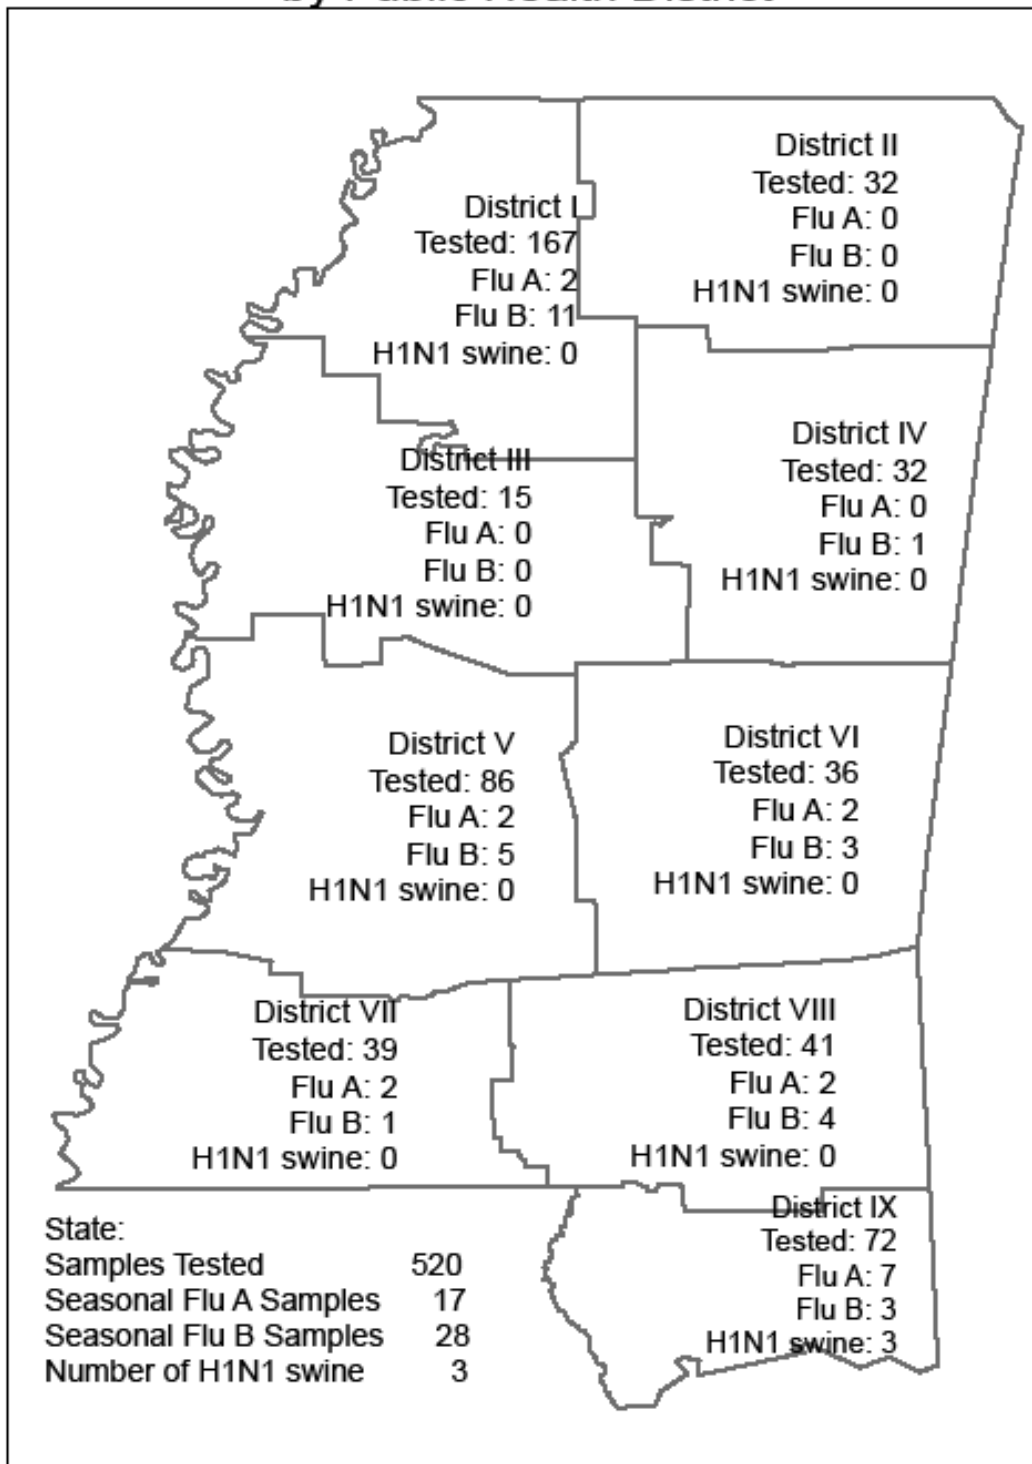 by Public Health District
District I
Tested: 167
Flu A: 2
Flu B: 11
H1N1 swine: 0
District II
Tested: 32
Flu A: 0
Flu B: 0
H1N1 swine: 0
District III
Tested: 15
Flu A: 0
Flu B: 0
H1N1 swine: 0
District IV
Tested: 32
Flu A: 0
Flu B: 1
H1N1 swine: 0
District V
Tested: 86
Flu A: 2
Flu B: 5
H1N1 swine: 0
District VI
Tested: 36
Flu A: 2
Flu B: 3
H1N1 swine: 0
District VII
Tested: 39
Flu A: 2
Flu B: 1
H1N1 swine: 0
District VIII
Tested: 41
Flu A: 2
Flu B: 4
H1N1 swine: 0
District IX
Tested: 72
Flu A: 7
Flu B: 3
H1N1 swine: 3
State:
Samples Tested 520
Seasonal Flu A Samples 17
Seasonal Flu B Samples 28
Number of H1N1 swine 3